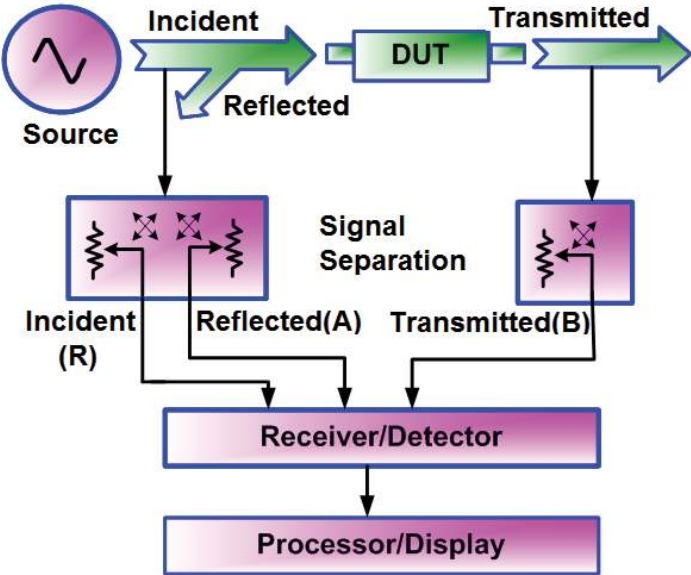 Incident
Transmitted
DUT
Reflected
Source
Signal
Separation
Incident
(R)
Reflected(A)
Transmitted(B)
Receiver/Detector
Processor/Display